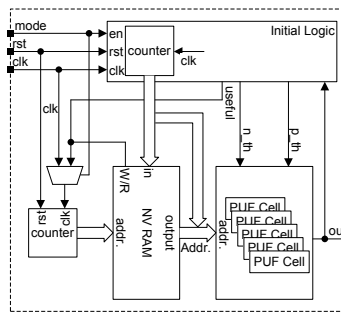 mode
en
Initial Logic
rst
rst
counter
clk
clk
clk
clk
useful
n_th
p_th
W/R
in
rst
clk
counter
addr.
NV RAM
output
Addr.
addr.
PUF Cell
PUF Cell
PUF Cell
PUF Cell
PUF Cell